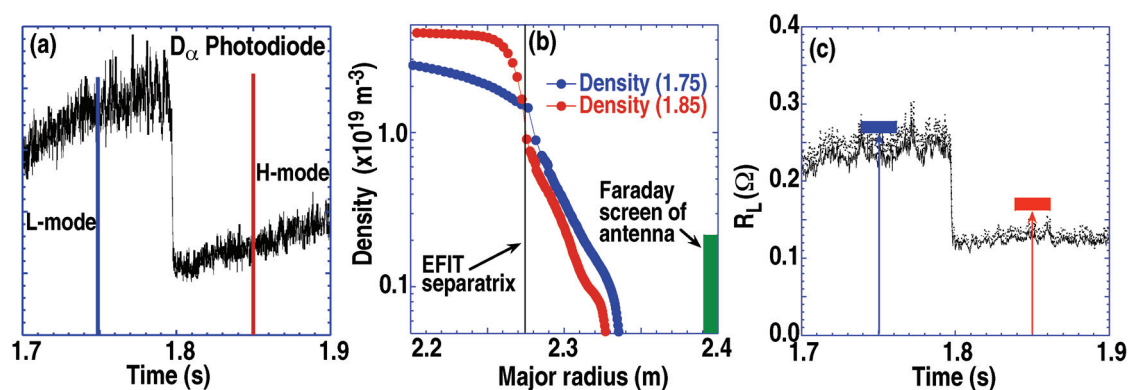 (a)
Dα Photodiode
L-mode
H-mode
1.7
1.8
1.9
Time (s)
(b)
Density (1.75)
Density (1.85)
Density (x10¹⁹ m⁻³)
1.0
0.1
Faraday
screen of
antenna
EFIT
separatrix
2.2
2.3
2.4
Major radius (m)
(c)
R_L (Ω)
0.4
0.3
0.2
0.1
0.0
1.7
1.8
1.9
Time (s)